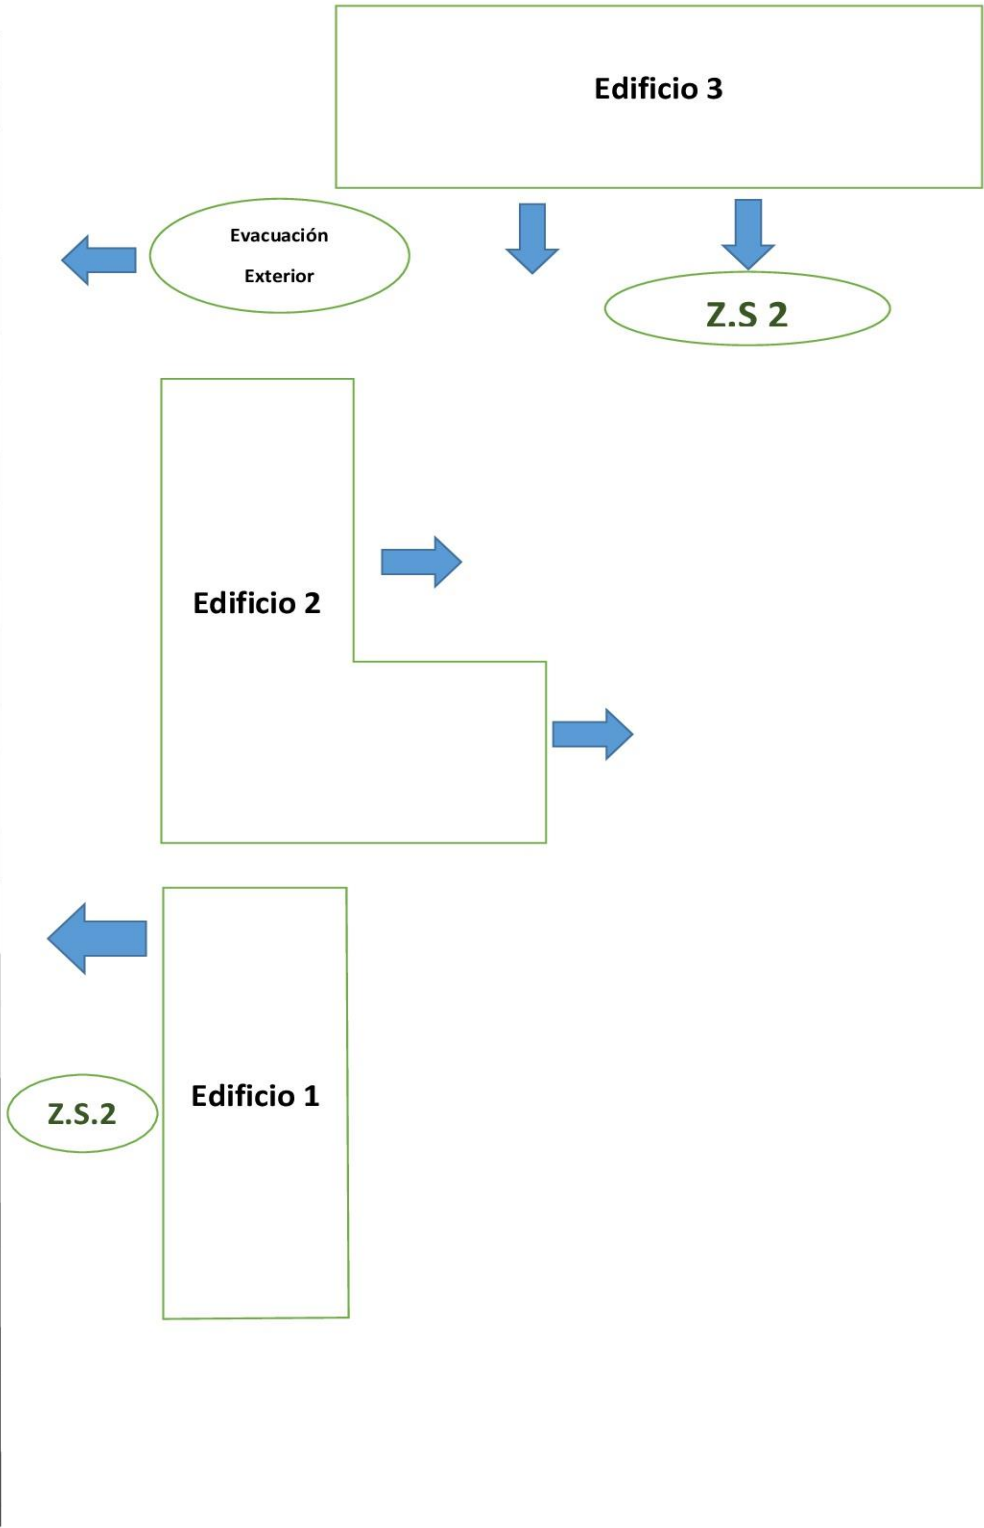 Edificio 3
Evacuación
Exterior
Z.S 2
Edificio 2
Edificio 1
Z.S.2